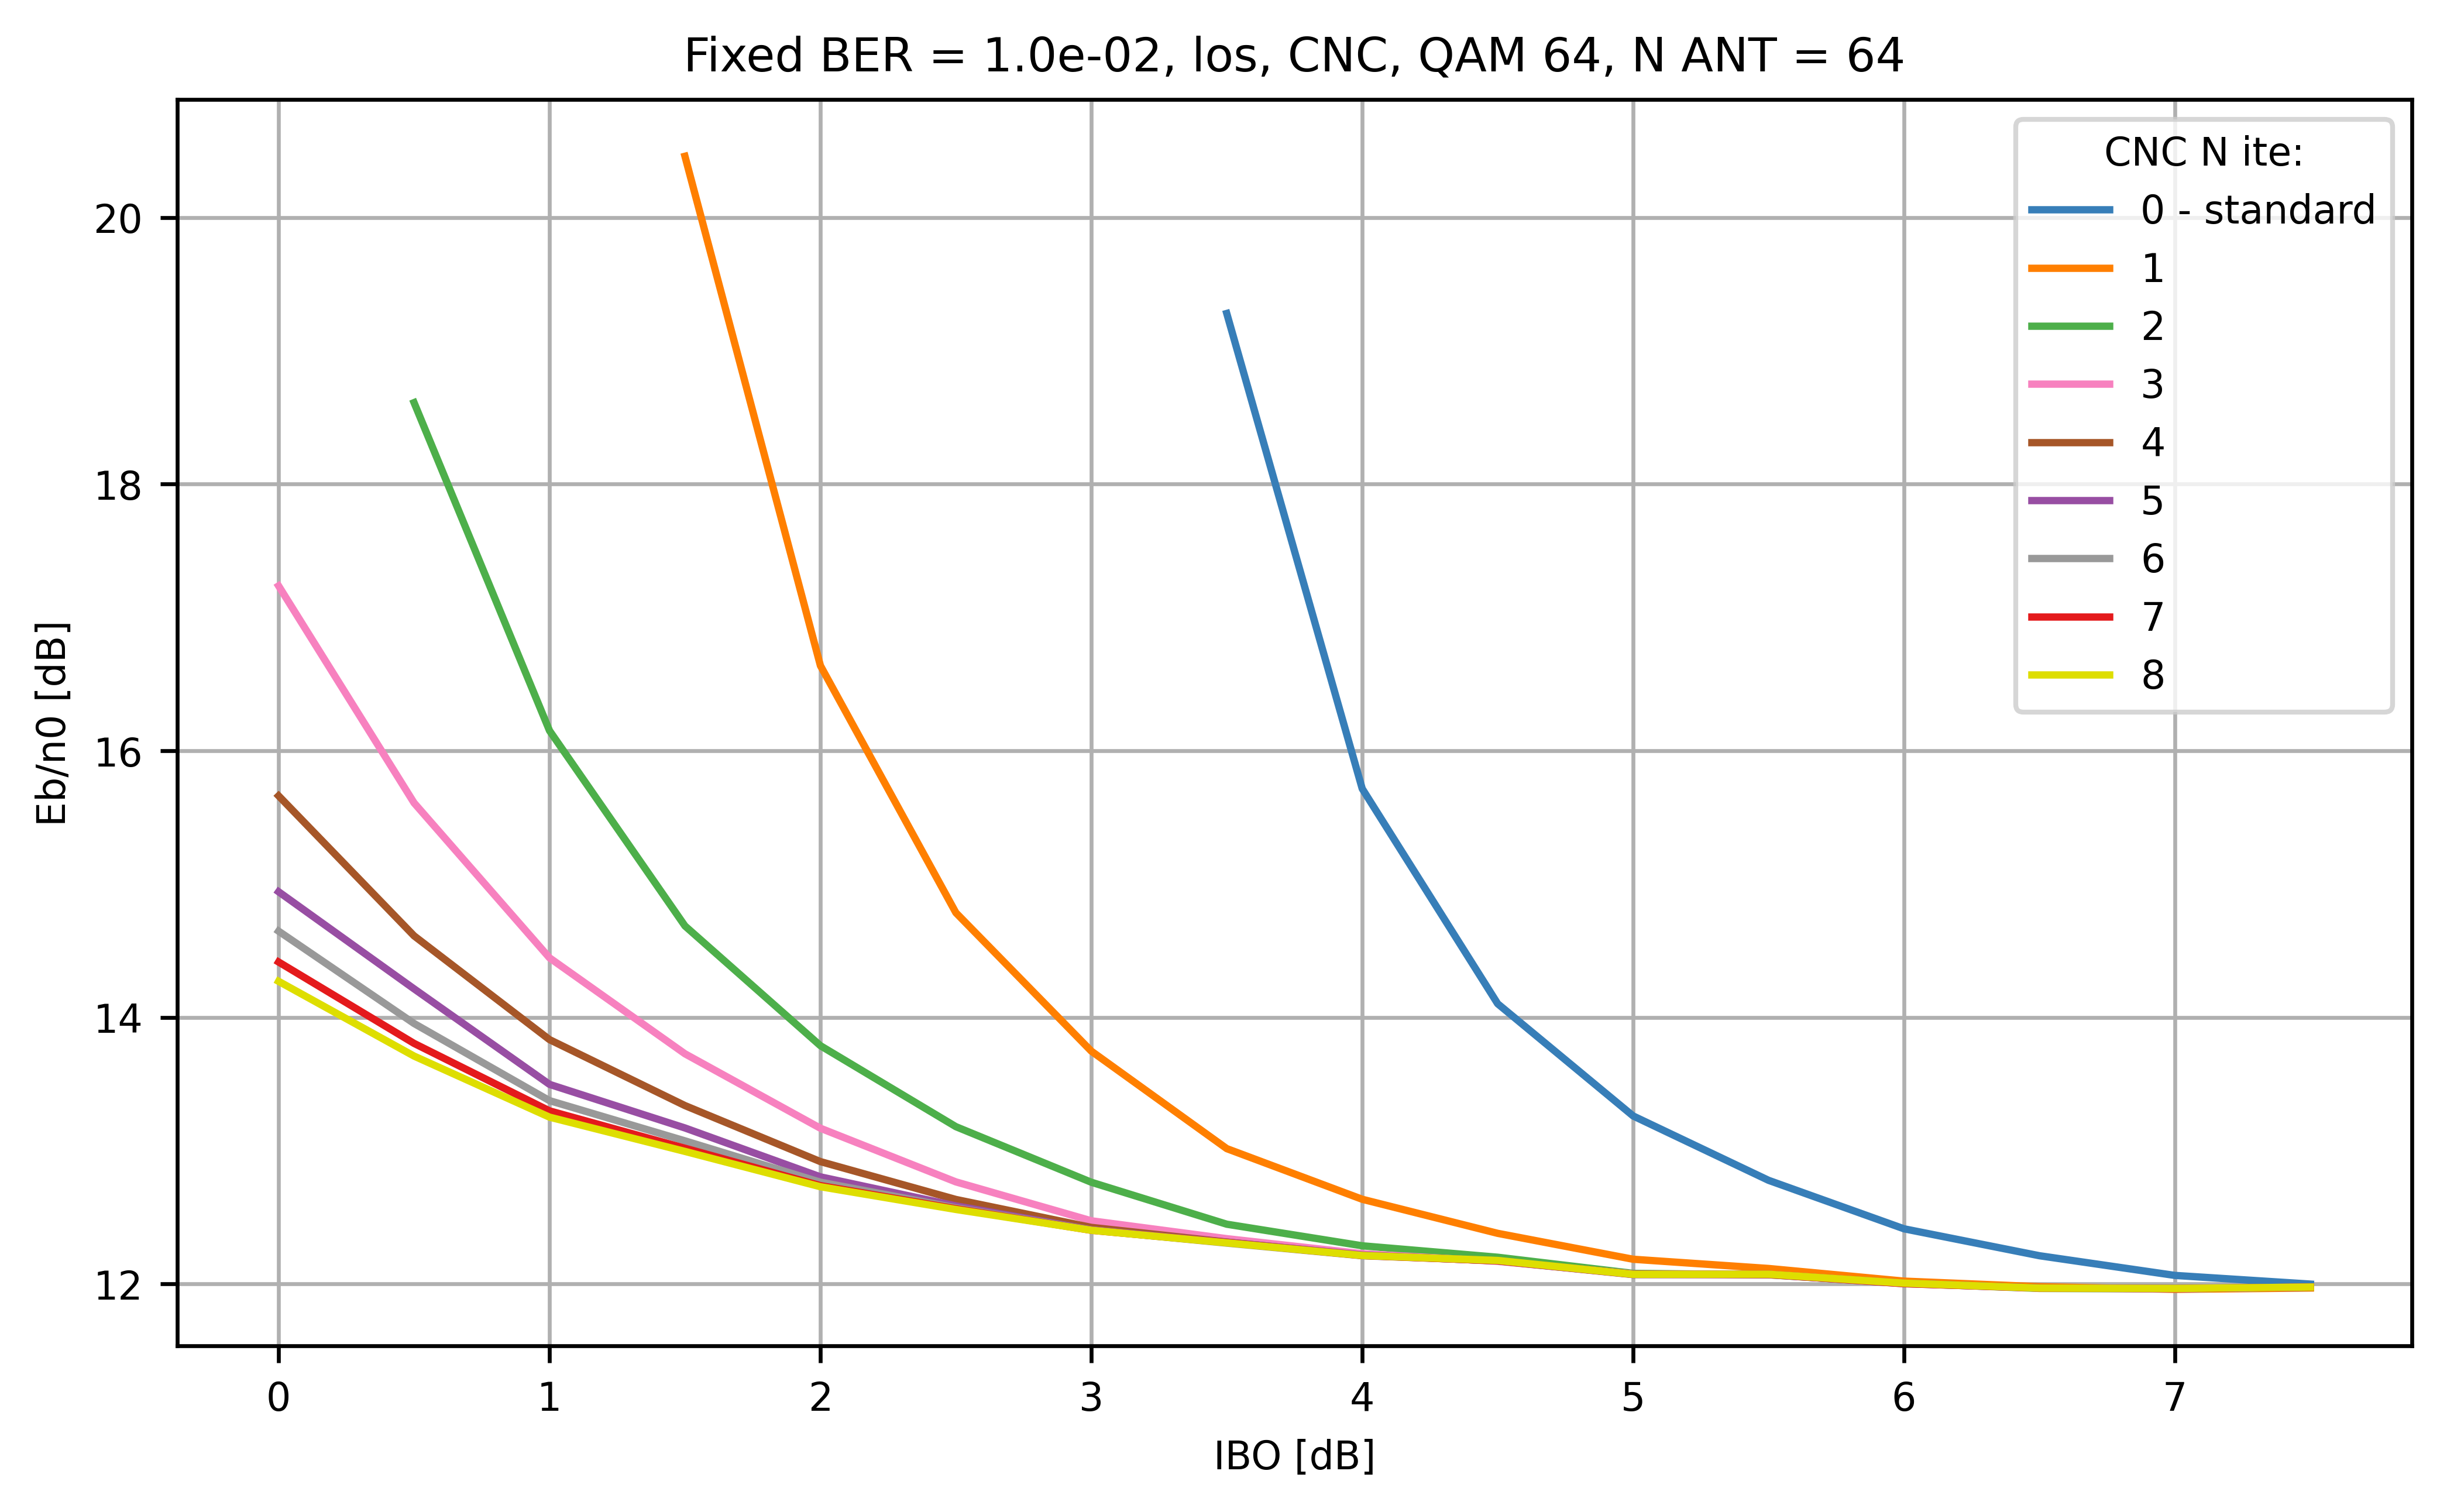 Fixed BER = 1.0e-02, los, CNC, QAM 64, N ANT = 64
CNC N ite:
0 - standard
1
2
3
4
5
6
7
8
Eb/n0 [dB]
20
18
16
14
12
0 1 2 3 4 5 6 7
IBO [dB]